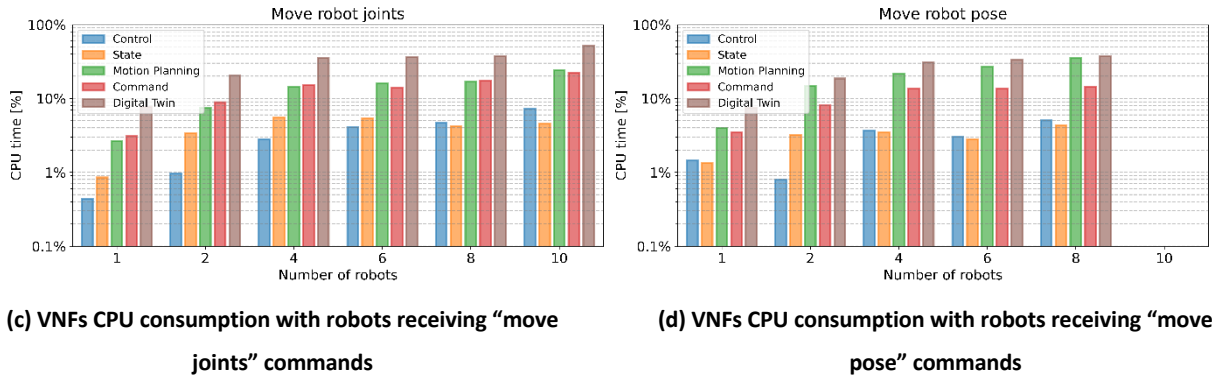 Move robot joints
100%
10%
1%
0.1%
CPU time [%]
Control
State
Motion Planning
Command
Digital Twin
1 2 4 6 8 10
Number of robots
Move robot pose
100%
10%
1%
0.1%
CPU time [%]
Control
State
Motion Planning
Command
Digital Twin
1 2 4 6 8 10
Number of robots
(c) VNFs CPU consumption with robots receiving “move
joints” commands
(d) VNFs CPU consumption with robots receiving “move
pose” commands